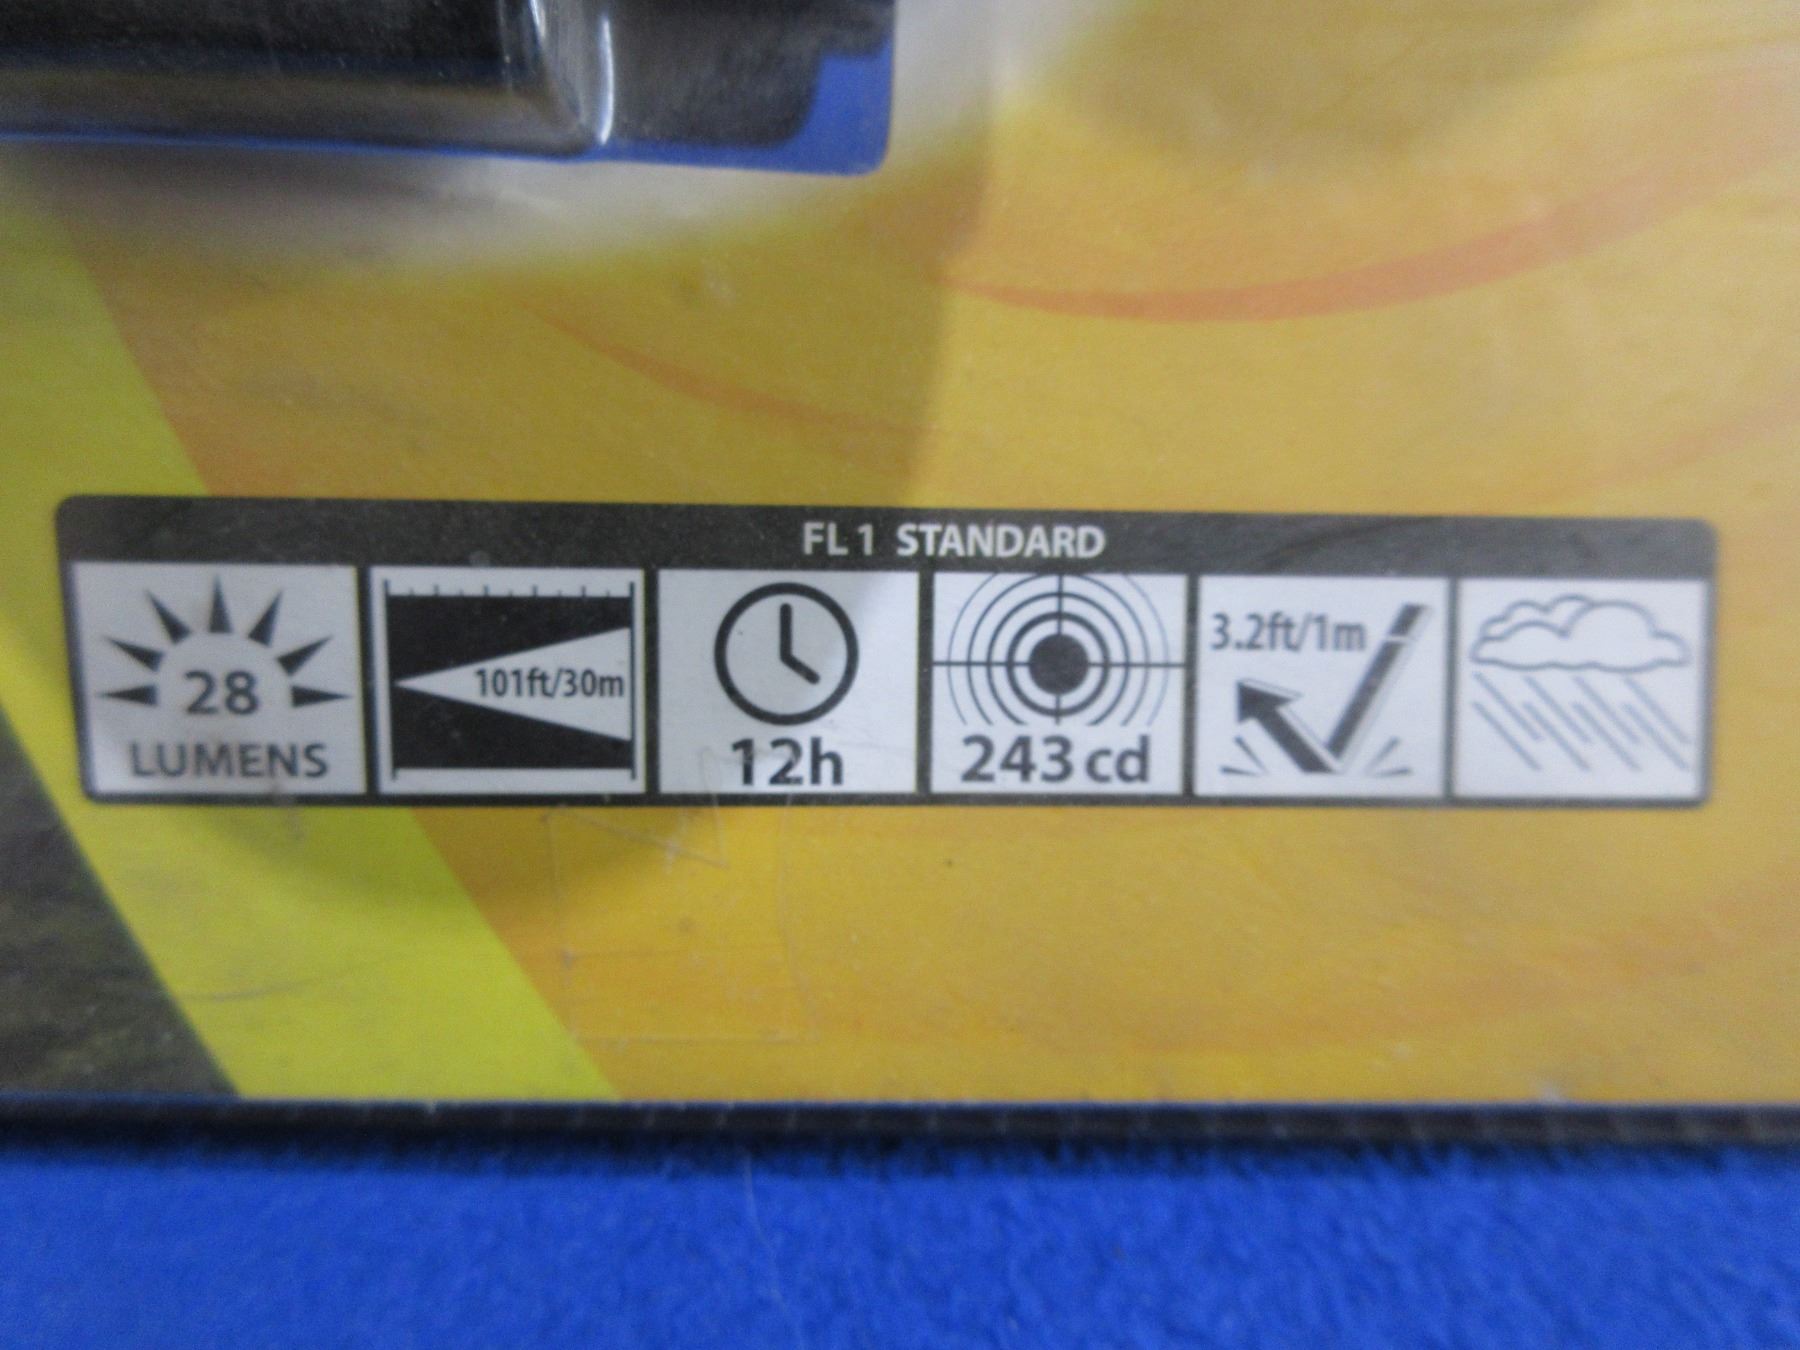 FL 1 STANDARD
28
LUMENS
101ft/30m
12h
243 cd
3.2ft/1m